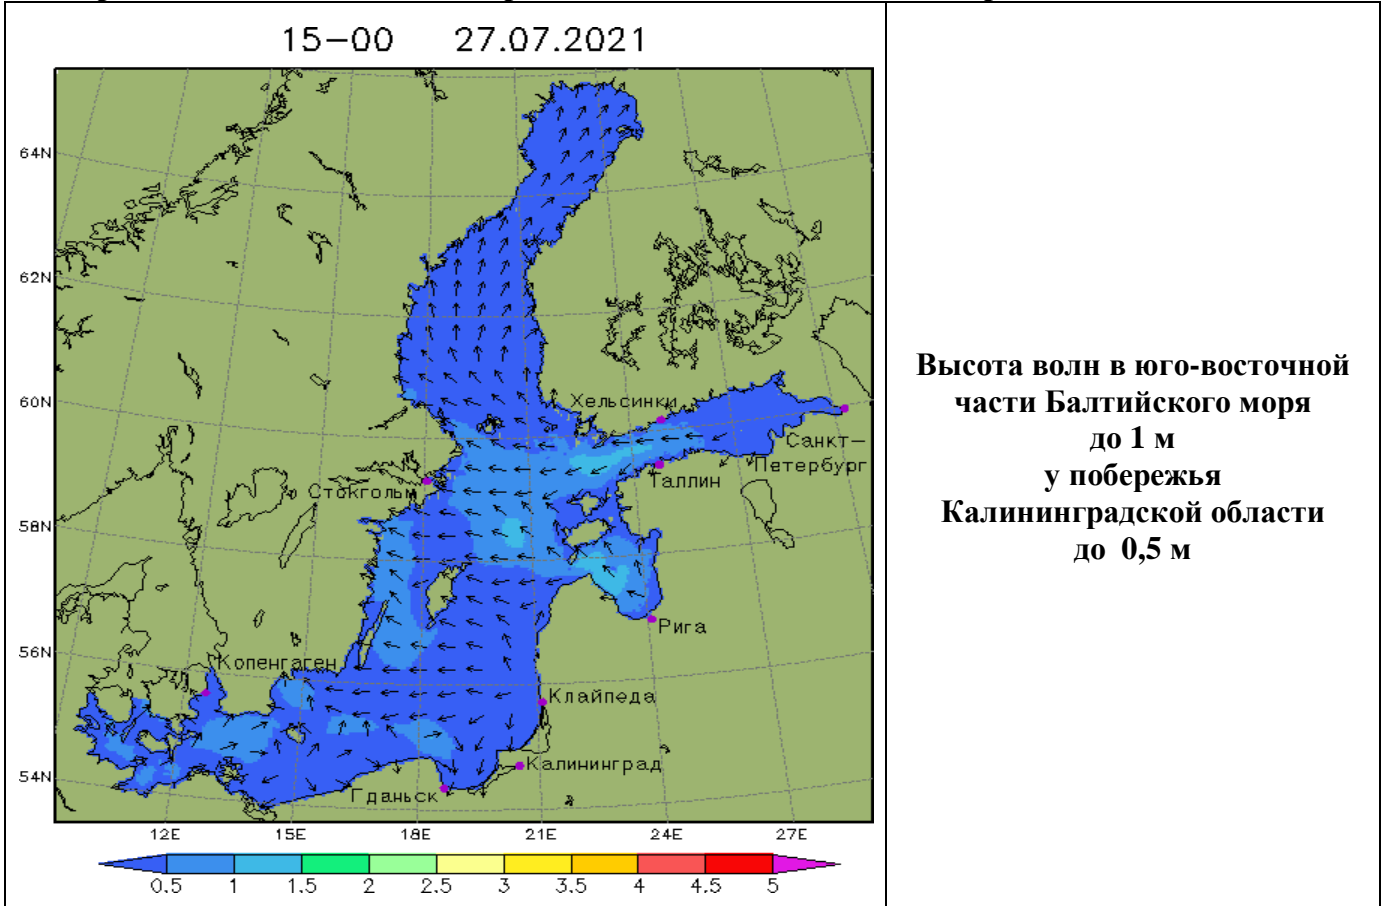 15-00 27.07.2021
64N
62N
60N
58N
56N
54N
Хельсинки
Санкт-
Петербург
Таллин
Стокгольм
Рига
Копенгаген
Клайпеда
Калининград
Гданьск
12E 15E 18E 21E 24E 27E
0.5 1 1.5 2 2.5 3 3.5 4 4.5 5
Высота волн в юго-восточной
части Балтийского моря
до 1 м
у побережья
Калининградской области
до 0,5 м